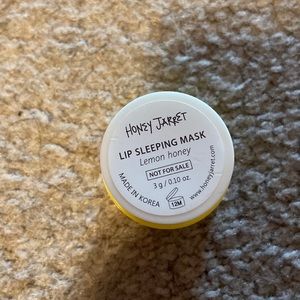 HONEY JARRET
LIP SLEEPING MASK
Lemon honey
NOT FOR SALE
3 g / 0.10 oz.
MADE IN KOREA
12M
www.honeyjarret.com